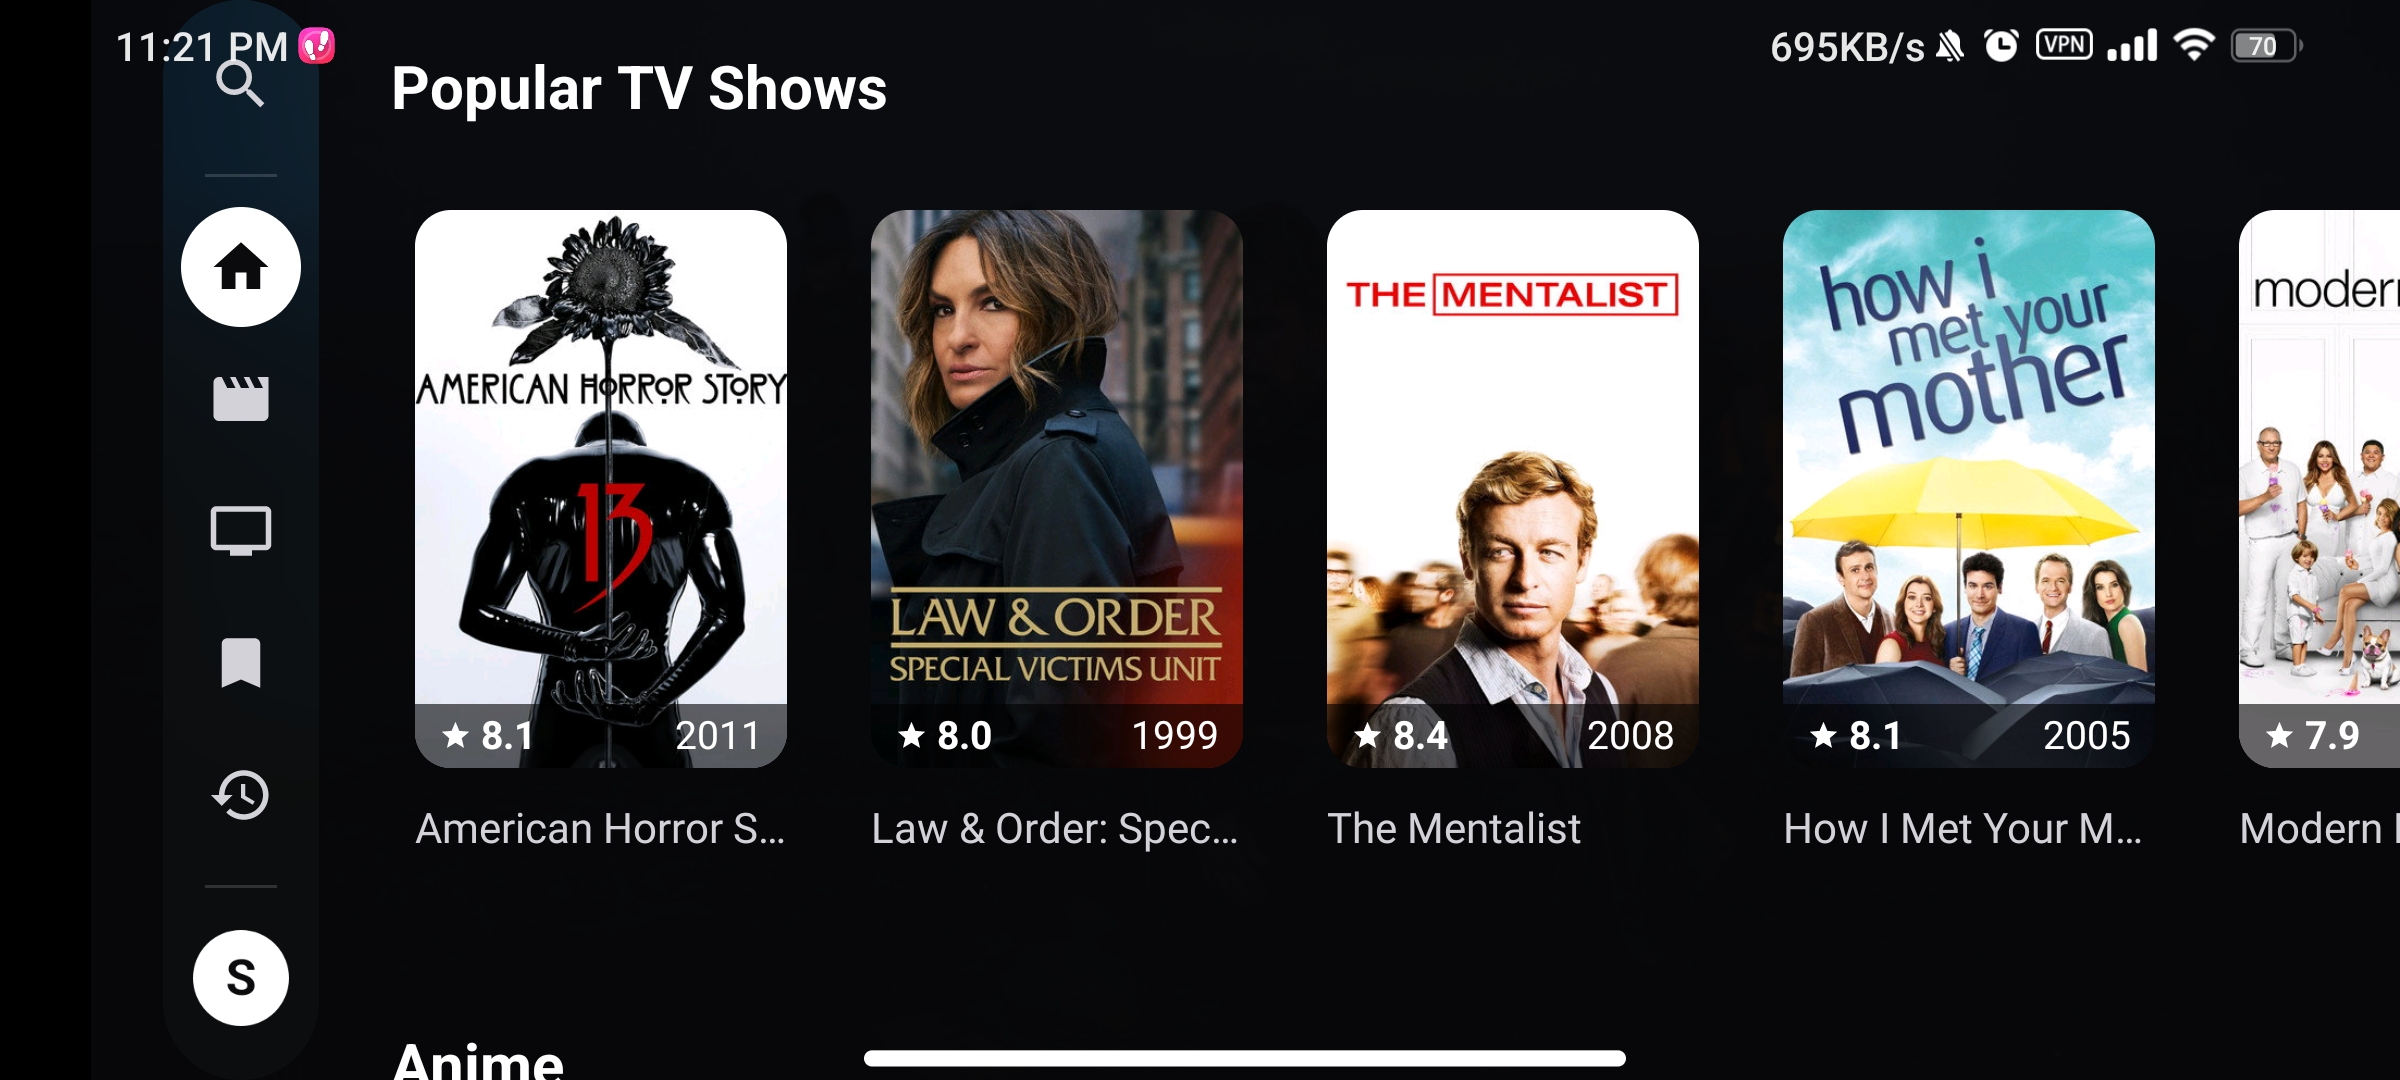 11:21 PM
695KB/s
VPN
70
Popular TV Shows
AMERICAN HORROR STORY
13
8.1 2011
American Horror S...
LAW & ORDER
SPECIAL VICTIMS UNIT
8.0 1999
Law & Order: Spec...
THE MENTALIST
8.4 2008
The Mentalist
how i
met your
mother
8.1 2005
How I Met Your M...
modern
7.9
Modern
S
Anime